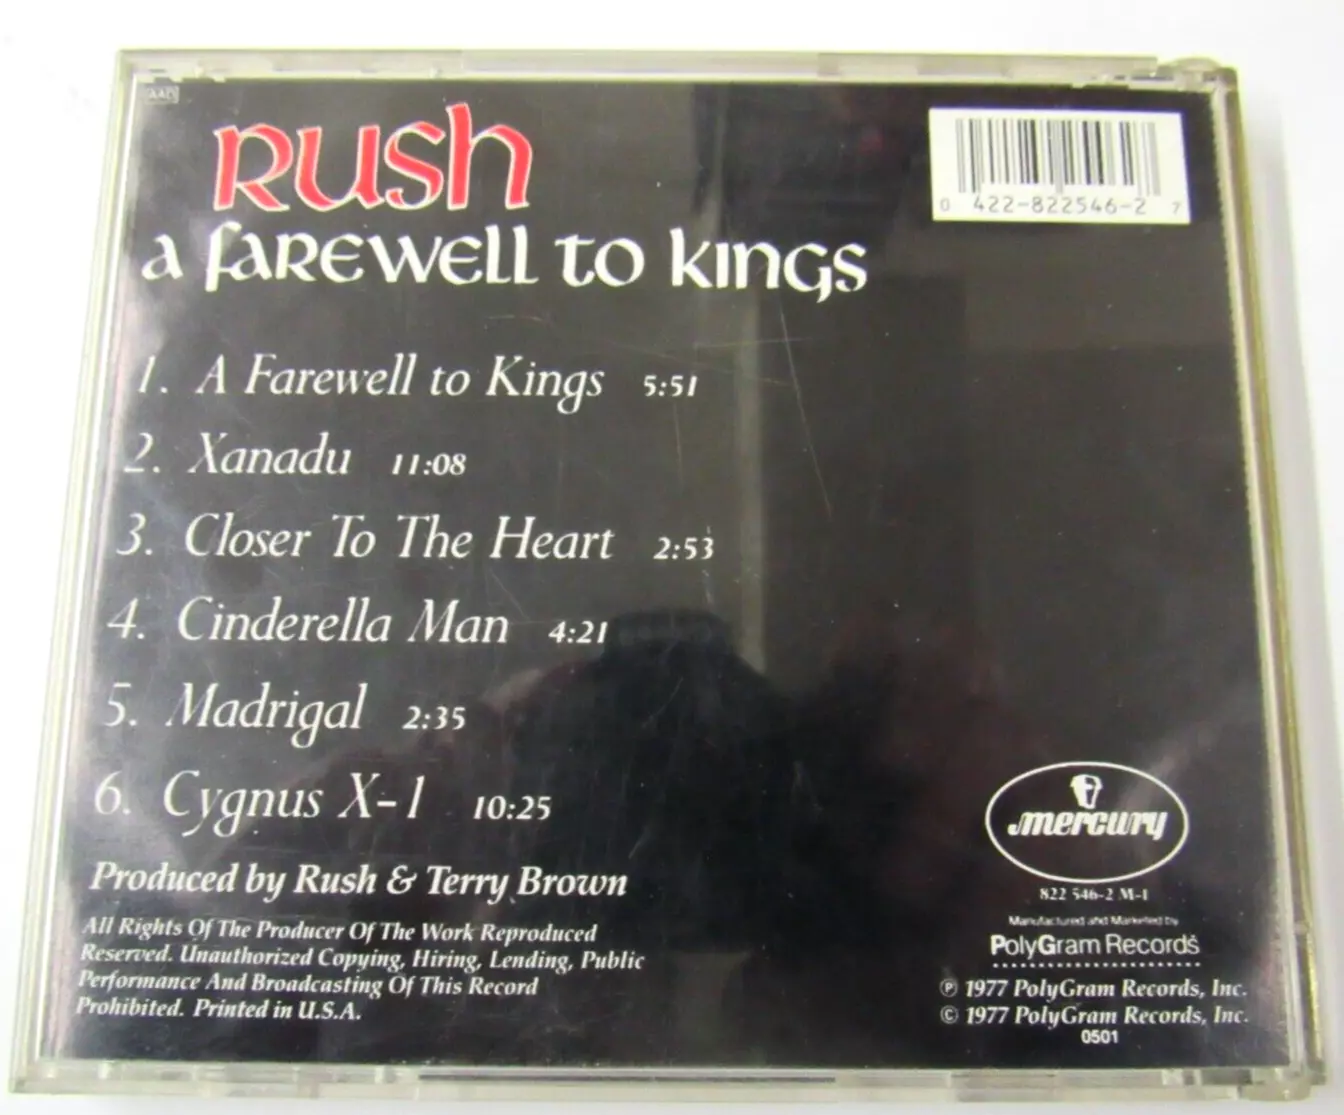 AAD
Rush
a farewell to kings
0 422-822546-2 7
1. A Farewell to Kings 5:51
2. Xanadu 11:08
3. Closer To The Heart 2:53
4. Cinderella Man 4:21
5. Madrigal 2:35
6. Cygnus X-1 10:25
Produced by Rush & Terry Brown
All Rights Of The Producer Of The Work Reproduced
Reserved. Unauthorized Copying, Hiring, Lending, Public
Performance And Broadcasting Of This Record
Prohibited. Printed in U.S.A.
mercury
822 546-2 M-1
Manufactured and Marketed by
PolyGram Records
℗ 1977 PolyGram Records, Inc.
© 1977 PolyGram Records, Inc.
0501